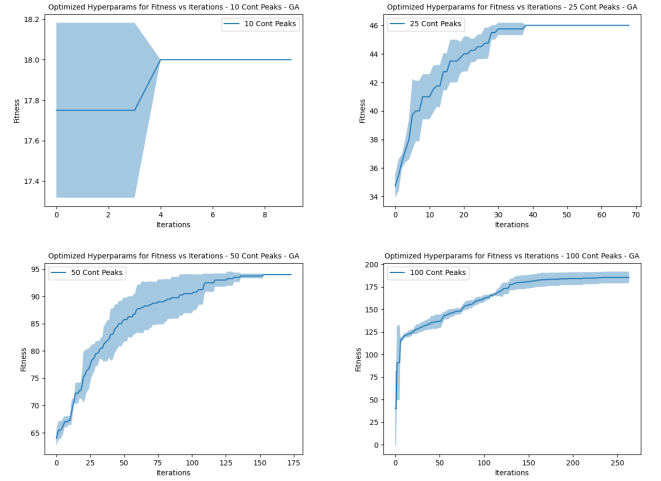 Optimized Hyperparams for Fitness vs Iterations - 10 Cont Peaks - GA
18.2
18.0
17.8
17.6
17.4
Fitness
10 Cont Peaks
0 2 4 6 8
Iterations
Optimized Hyperparams for Fitness vs Iterations - 25 Cont Peaks - GA
46
44
42
40
38
36
34
Fitness
25 Cont Peaks
0 10 20 30 40 50 60 70
Iterations
Optimized Hyperparams for Fitness vs Iterations - 50 Cont Peaks - GA
95
90
85
80
75
70
65
Fitness
50 Cont Peaks
0 25 50 75 100 125 150 175
Iterations
Optimized Hyperparams for Fitness vs Iterations - 100 Cont Peaks - GA
200
175
150
125
100
75
50
25
0
Fitness
100 Cont Peaks
0 50 100 150 200 250
Iterations